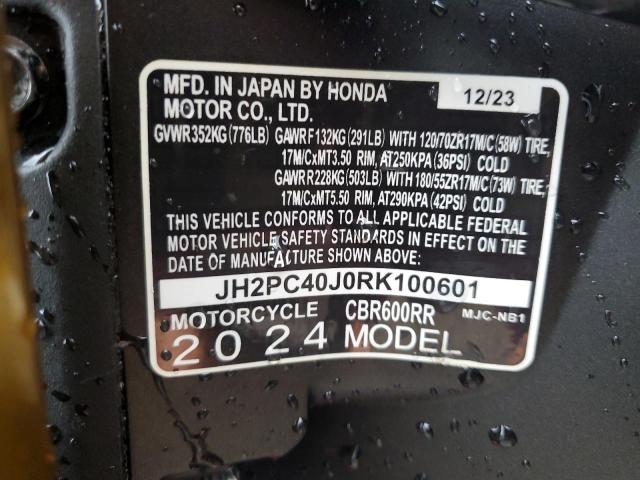 MFD. IN JAPAN BY HONDA 12/23
MOTOR CO., LTD.
GVWR352KG(776LB) GAWRF132KG(291LB) WITH 120/70ZR17M/C(58W) TIRE,
17M/CxMT3.50 RIM, AT250KPA(36PSI) COLD
GAWRR228KG(503LB) WITH 180/55ZR17M/C(73W) TIRE,
17M/CxMT5.50 RIM, AT290KPA(42PSI) COLD
THIS VEHICLE CONFORMS TO ALL APPLICABLE FEDERAL
MOTOR VEHICLE SAFETY STANDARDS IN EFFECT ON THE
DATE OF MANUFACTURE SHOWN ABOVE:
JH2PC40J0RK100601
MOTORCYCLE CBR600RR MJC-NB1
2024 MODEL